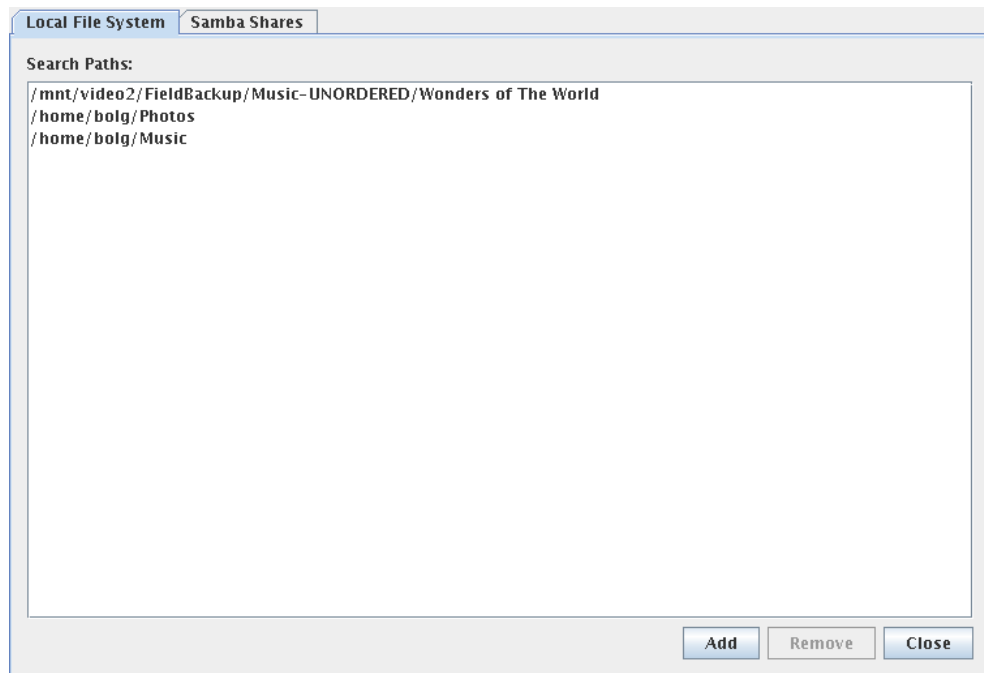 Local File System Samba Shares
Search Paths:
/mnt/video2/FieldBackup/Music-UNORDERED/Wonders of The World
/home/bolg/Photos
/home/bolg/Music
Add Remove Close